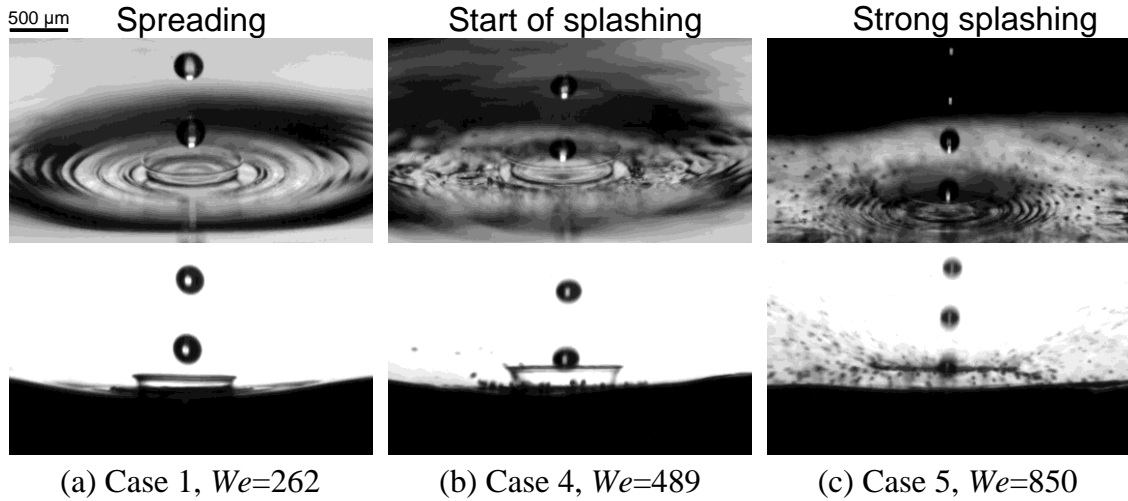 500 µm
Spreading
Start of splashing
Strong splashing
(a) Case 1, We=262
(b) Case 4, We=489
(c) Case 5, We=850